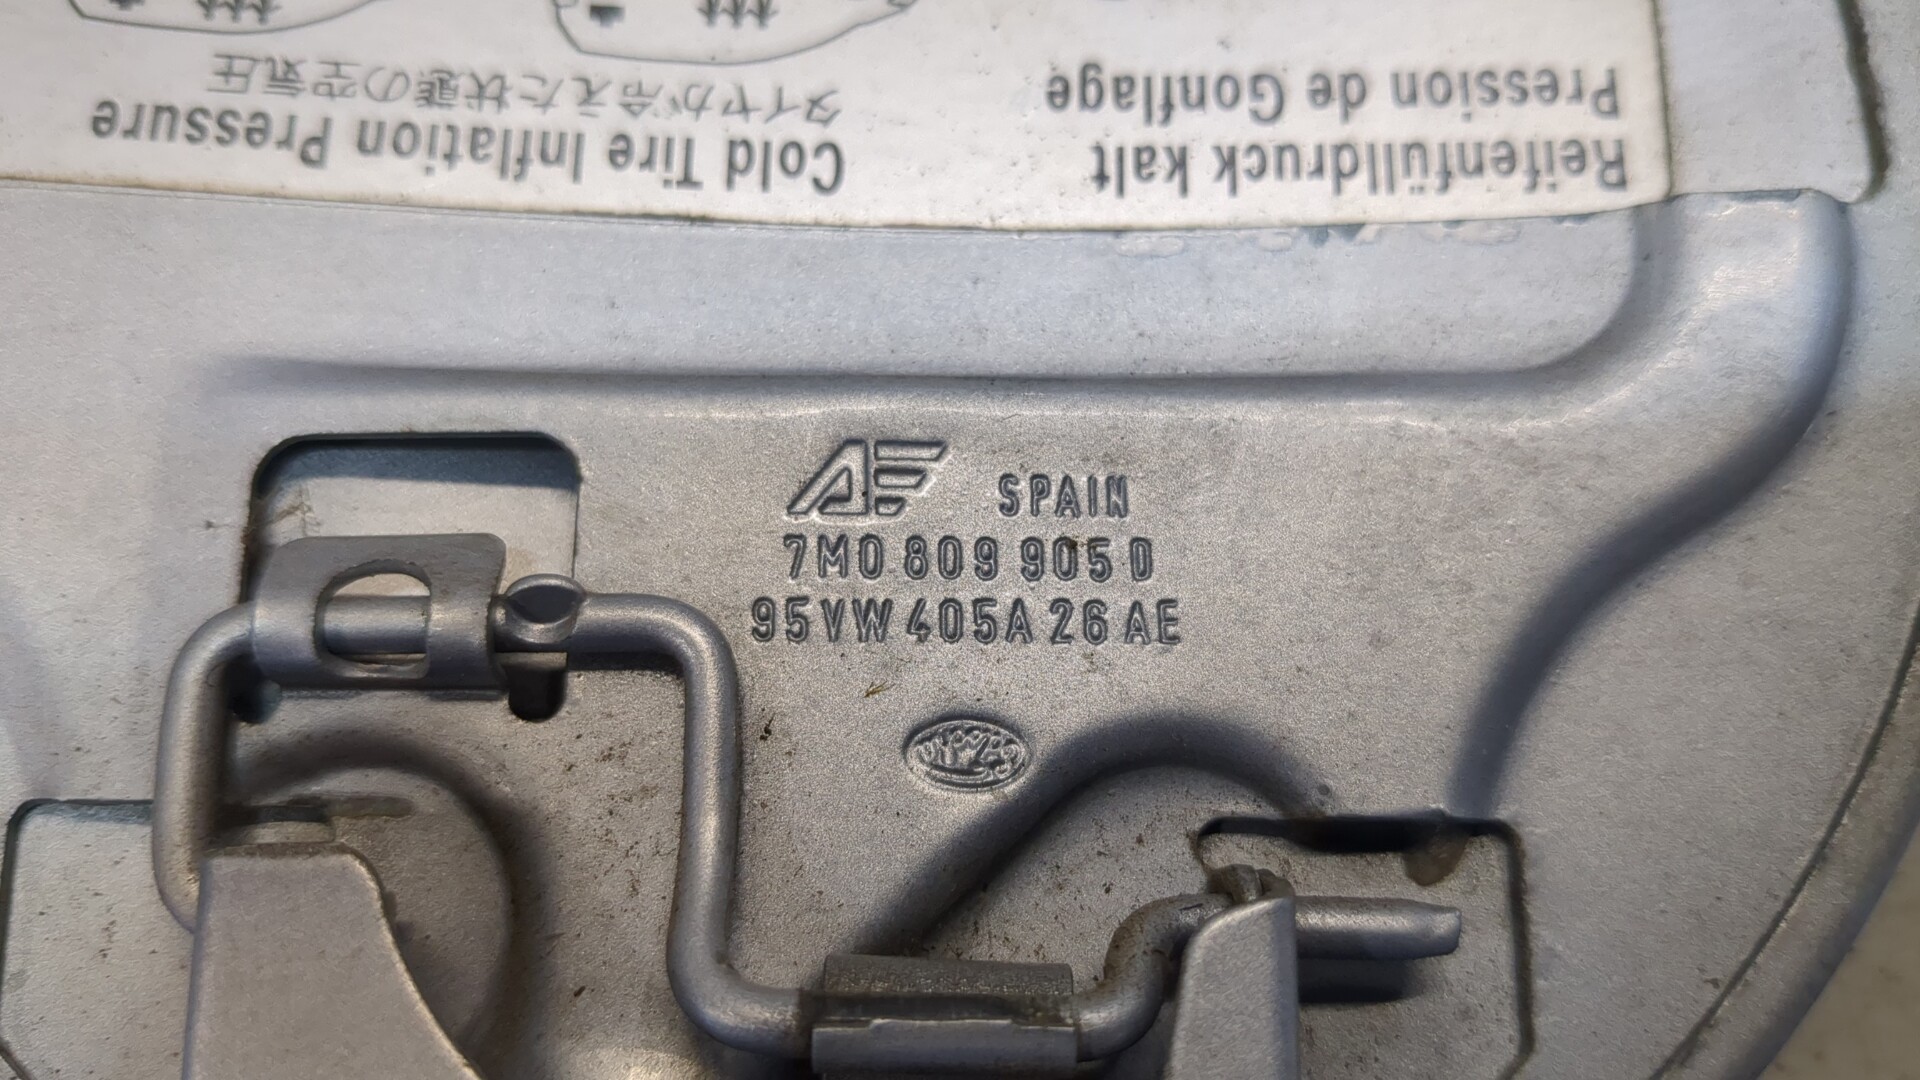 Reifenfülldruck kalt
Pression de Gonflage
Cold Tire Inflation Pressure
タイヤが冷えた状態の空気圧
AE SPAIN
7M0 809 905 D
95VW 405A 26 AE